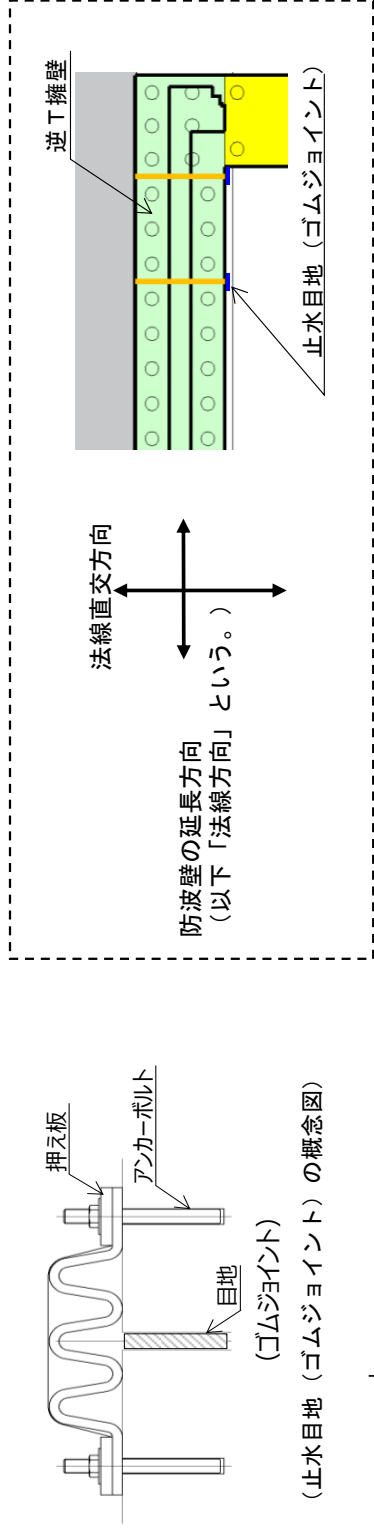 押え板
アンカーボルト
目地
(ゴムジョイント)
(止水目地(ゴムジョイント)の概念図)
法線直交方向
防波壁の延長方向
(以下「法線方向」という。)
逆T擁壁
止水目地(ゴムジョイント)